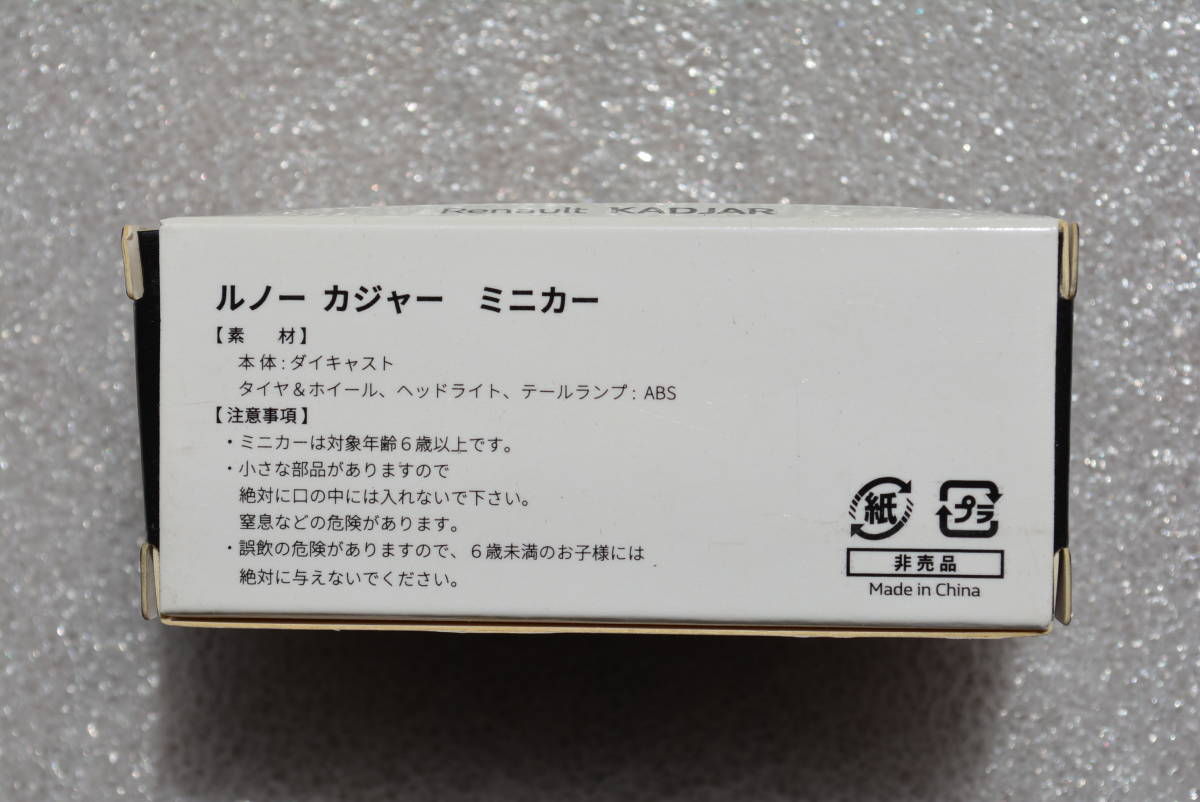 Renault KADJAR
ルノー カジャー ミニカー
【素 材】
本体：ダイキャスト
タイヤ＆ホイール、ヘッドライト、テールランプ：ABS
【注意事項】
・ミニカーは対象年齢６歳以上です。
・小さな部品がありますので
絶対に口の中には入れないで下さい。
窒息などの危険があります。
・誤飲の危険がありますので、６歳未満のお子様には
絶対に与えないでください。
紙 プラ
非売品
Made in China